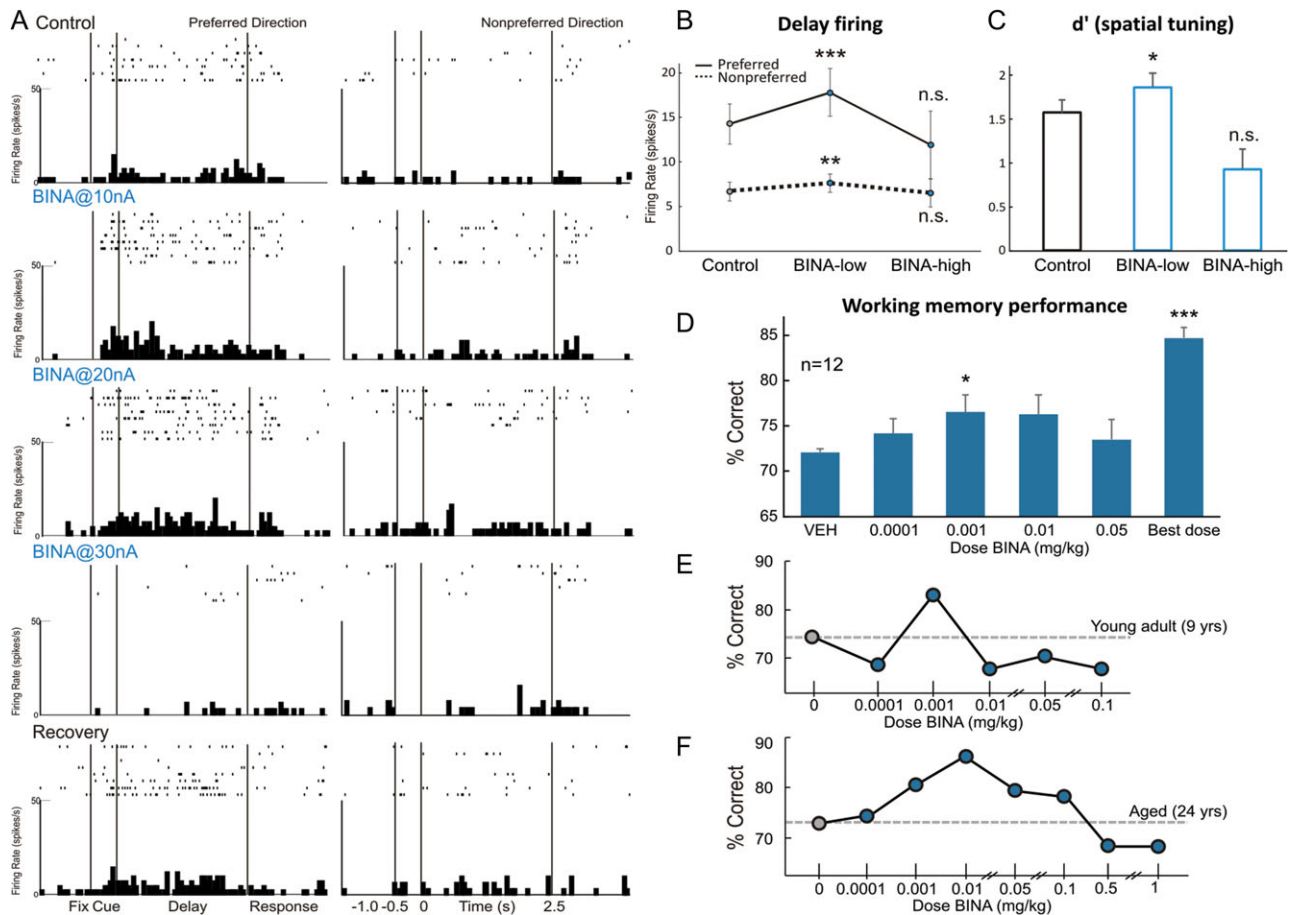 A
Control
Preferred Direction
Nonpreferred Direction
Firing Rate (spikes/s)
50
0
BINA@10nA
Firing Rate (spikes/s)
50
0
BINA@20nA
Firing Rate (spikes/s)
50
0
BINA@30nA
Firing Rate (spikes/s)
50
0
Recovery
Firing Rate (spikes/s)
50
0
Fix Cue Delay Response
-1.0 -0.5 0 Time (s) 2.5
B
Delay firing
Preferred
Nonpreferred
***
**
n.s.
n.s.
Firing Rate (spikes/s)
20
15
10
5
0
Control BINA-low BINA-high
C
d' (spatial tuning)
*
n.s.
2
1.5
1
0.5
0
Control BINA-low BINA-high
D
Working memory performance
n=12
*
***
% Correct
85
80
75
70
65
VEH 0.0001 0.001 0.01 0.05 Best dose
Dose BINA (mg/kg)
E
% Correct
90
80
70
Young adult (9 yrs)
0 0.0001 0.001 0.01 0.05 0.1
Dose BINA (mg/kg)
F
% Correct
90
80
70
Aged (24 yrs)
0 0.0001 0.001 0.01 0.05 0.1 0.5 1
Dose BINA (mg/kg)